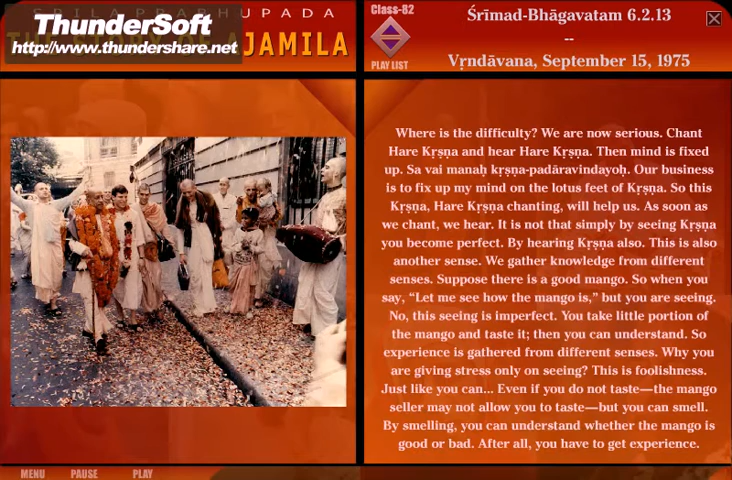 SRILA PRABHUPADA
ThunderSoft
http://www.thundershare.net
AJAMILA
Class-82
PLAY LIST
Śrīmad-Bhāgavatam 6.2.13
--
Vṛndāvana, September 15, 1975
Where is the difficulty? We are now serious. Chant
Hare Kṛṣṇa and hear Hare Kṛṣṇa. Then mind is fixed
up. Sa vai manaḥ kṛṣṇa-padāravindayoḥ. Our business
is to fix up my mind on the lotus feet of Kṛṣṇa. So this
Kṛṣṇa, Hare Kṛṣṇa chanting, will help us. As soon as
we chant, we hear. It is not that simply by seeing Kṛṣṇa
you become perfect. By hearing Kṛṣṇa also. This is also
another sense. We gather knowledge from different
senses. Suppose there is a good mango. So when you
say, “Let me see how the mango is,” but you are seeing.
No, this seeing is imperfect. You take little portion of
the mango and taste it; then you can understand. So
experience is gathered from different senses. Why you
are giving stress only on seeing? This is foolishness.
Just like you can... Even if you do not taste—the mango
seller may not allow you to taste—but you can smell.
By smelling, you can understand whether the mango is
good or bad. After all, you have to get experience.
MENU PAUSE PLAY